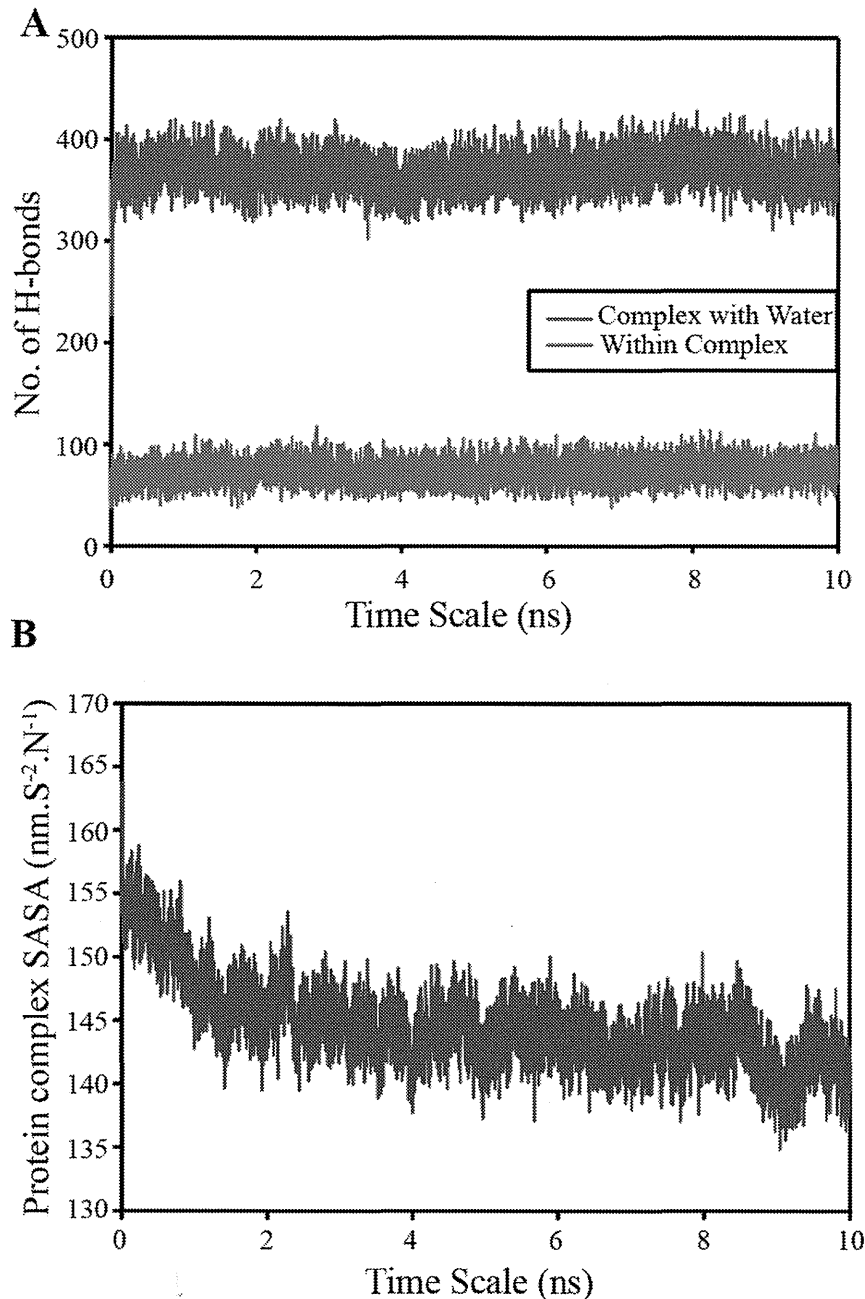 A
500
400
300
200
100
0
No. of H-bonds
Complex with Water
Within Complex
0 2 4 6 8 10
Time Scale (ns)
B
170
165
160
155
150
145
140
135
130
Protein complex SASA (nm.S⁻².N⁻¹)
0 2 4 6 8 10
Time Scale (ns)